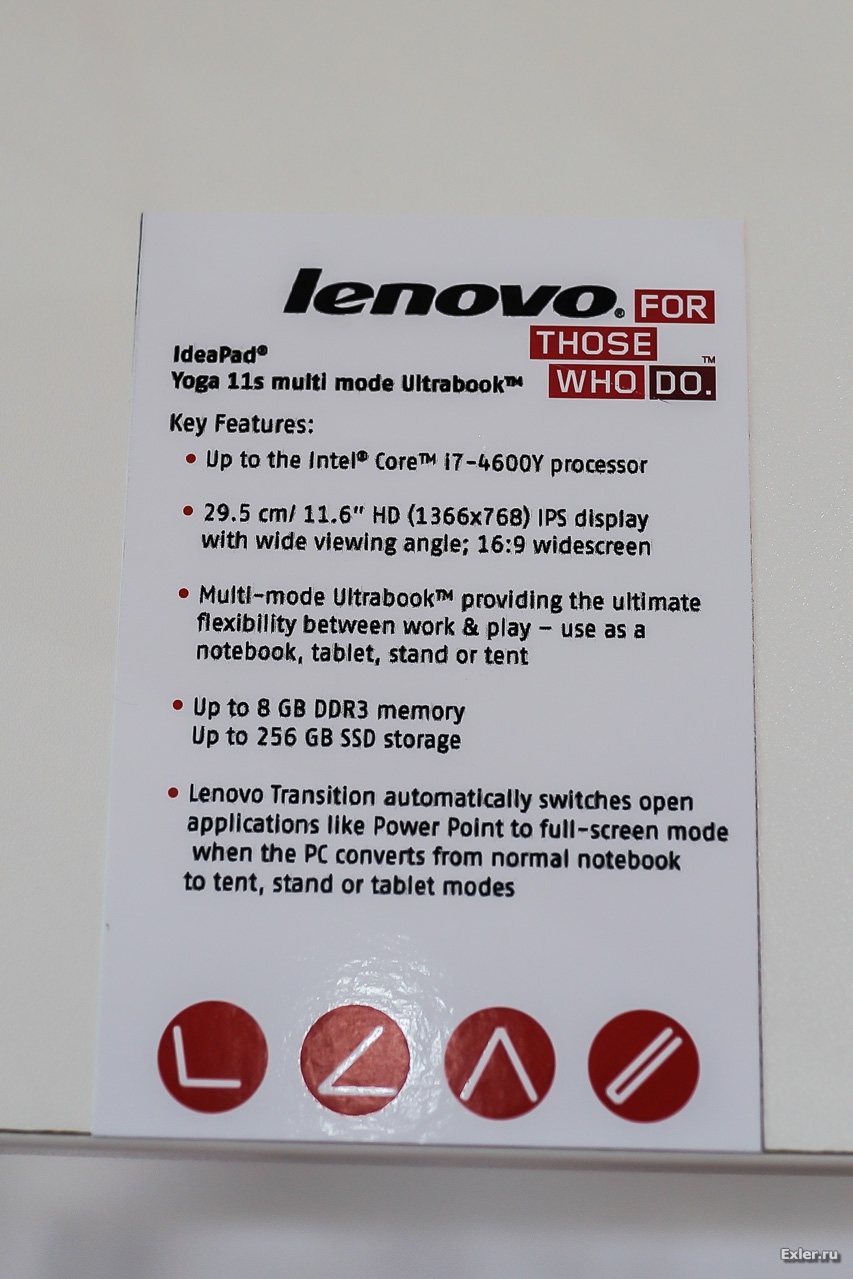 lenovo® FOR
THOSE
WHO DO.™
IdeaPad®
Yoga 11s multi mode Ultrabook™
Key Features:
• Up to the Intel® Core™ i7-4600Y processor
• 29.5 cm/ 11.6" HD (1366x768) IPS display
with wide viewing angle; 16:9 widescreen
• Multi-mode Ultrabook™ providing the ultimate
flexibility between work & play – use as a
notebook, tablet, stand or tent
• Up to 8 GB DDR3 memory
Up to 256 GB SSD storage
• Lenovo Transition automatically switches open
applications like Power Point to full-screen mode
when the PC converts from normal notebook
to tent, stand or tablet modes
Exler.ru